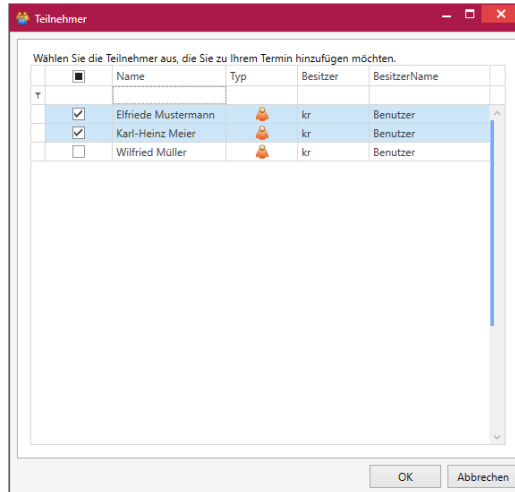 Teilnehmer
Wählen Sie die Teilnehmer aus, die Sie zu Ihrem Termin hinzufügen möchten.
Name Typ Besitzer BesitzerName
Elfriede Mustermann kr Benutzer
Karl-Heinz Meier kr Benutzer
Wilfried Müller kr Benutzer
OK Abbrechen